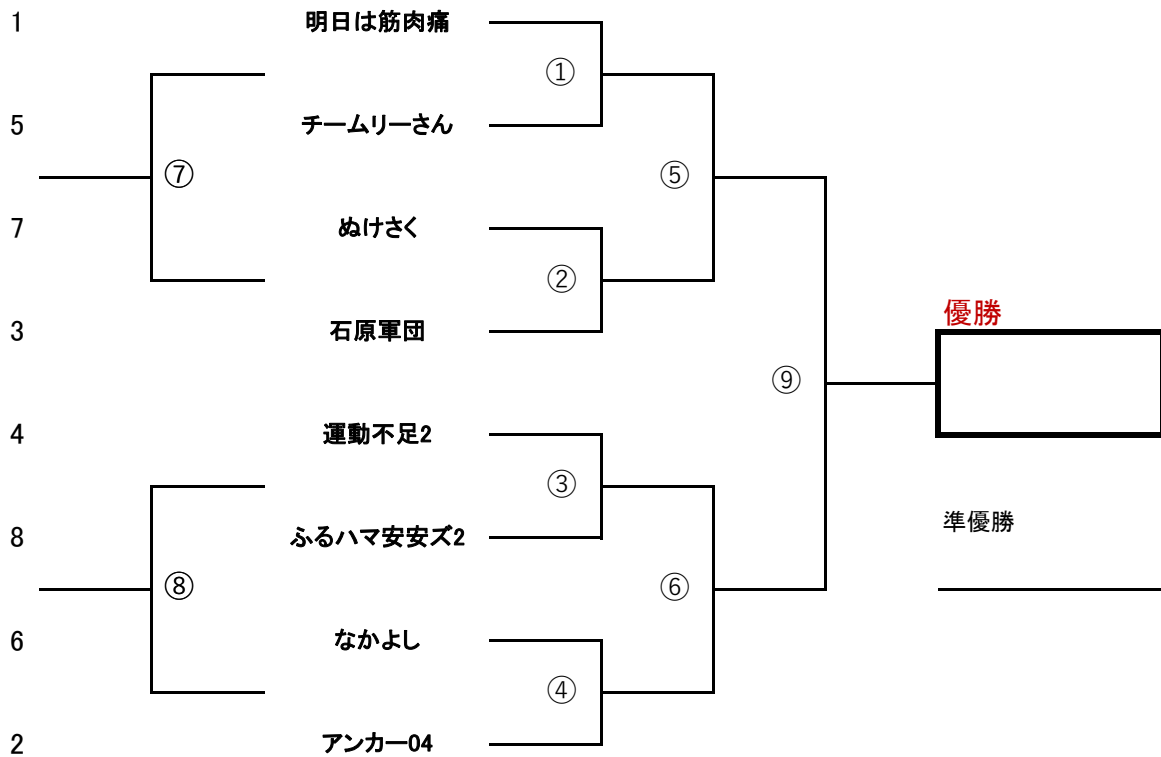 1 明日は筋肉痛
①
5 チームリーさん
⑦ ⑤
7 ぬけさく
②
3 石原軍団
優勝
⑨
4 運動不足2
③
8 ふるハマ安安ズ2
準優勝
⑧ ⑥
6 なかよし
④
2 アンカー04